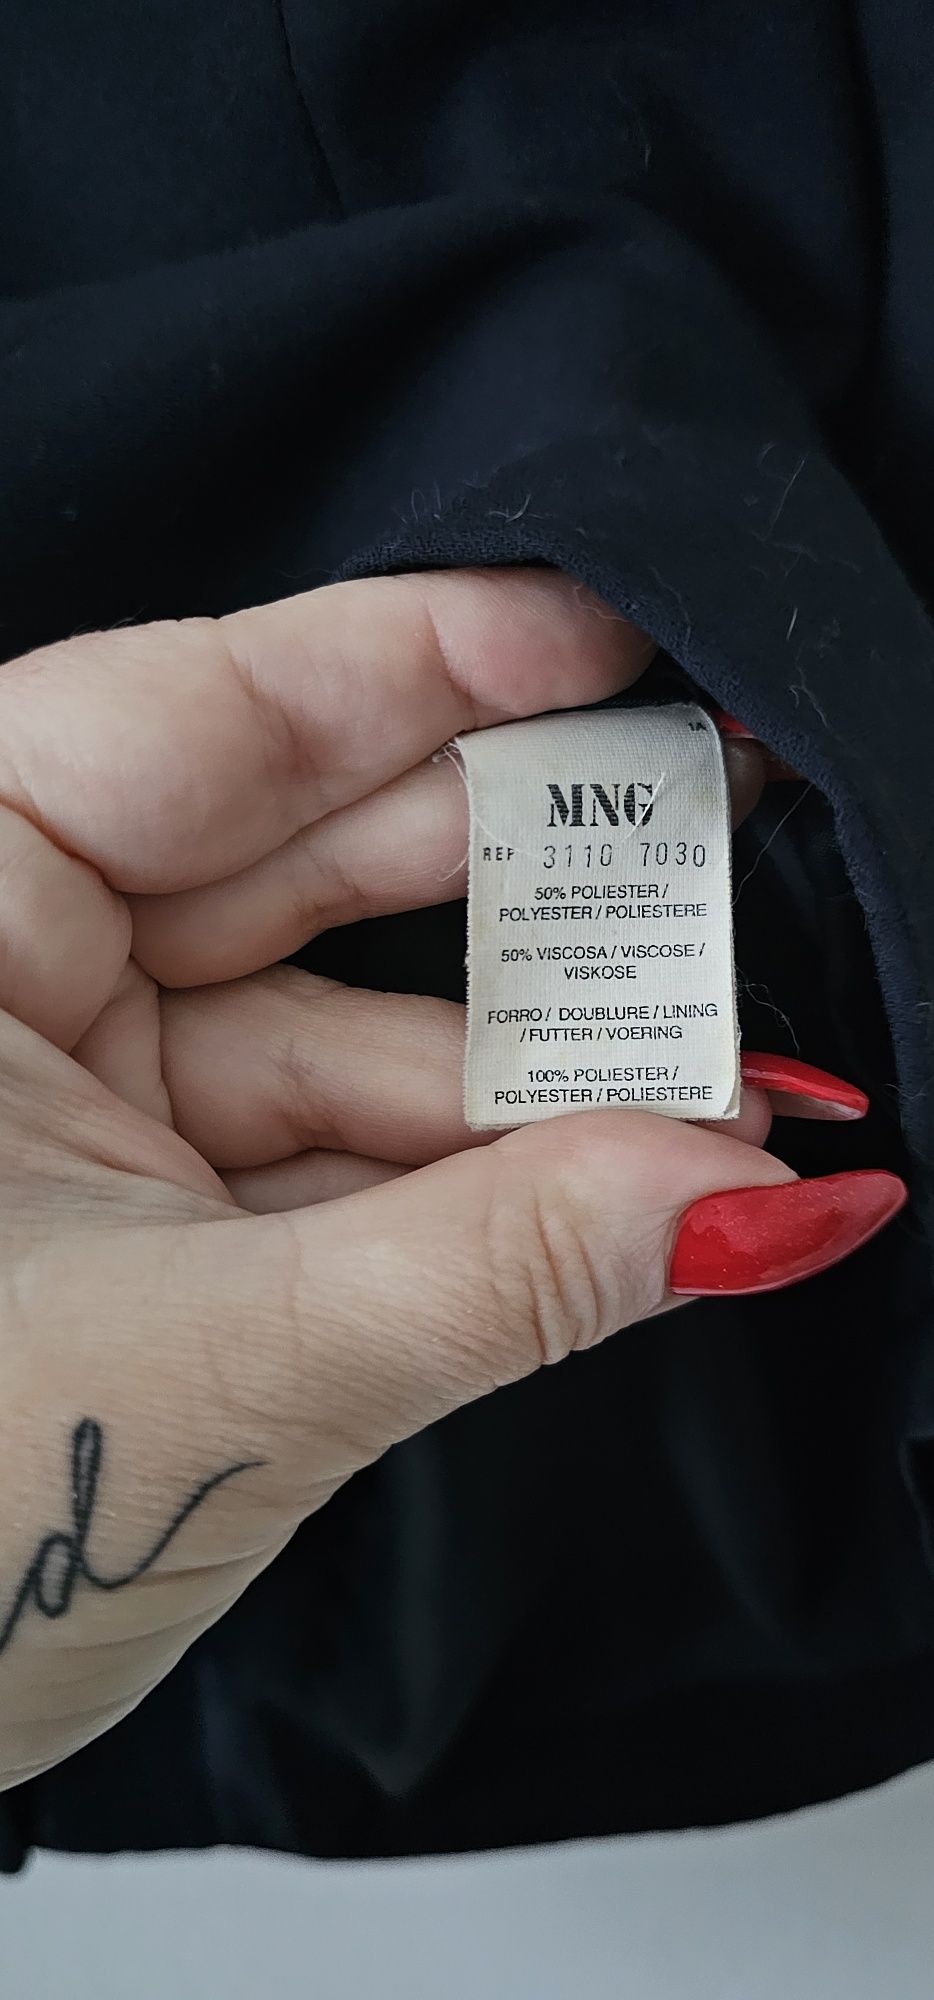 1A
MNG
REF 3110 7030
50% POLIESTER /
POLYESTER / POLIESTERE
50% VISCOSA / VISCOSE /
VISKOSE
FORRO / DOUBLURE / LINING
/ FUTTER / VOERING
100% POLIESTER /
POLYESTER / POLIESTERE
d